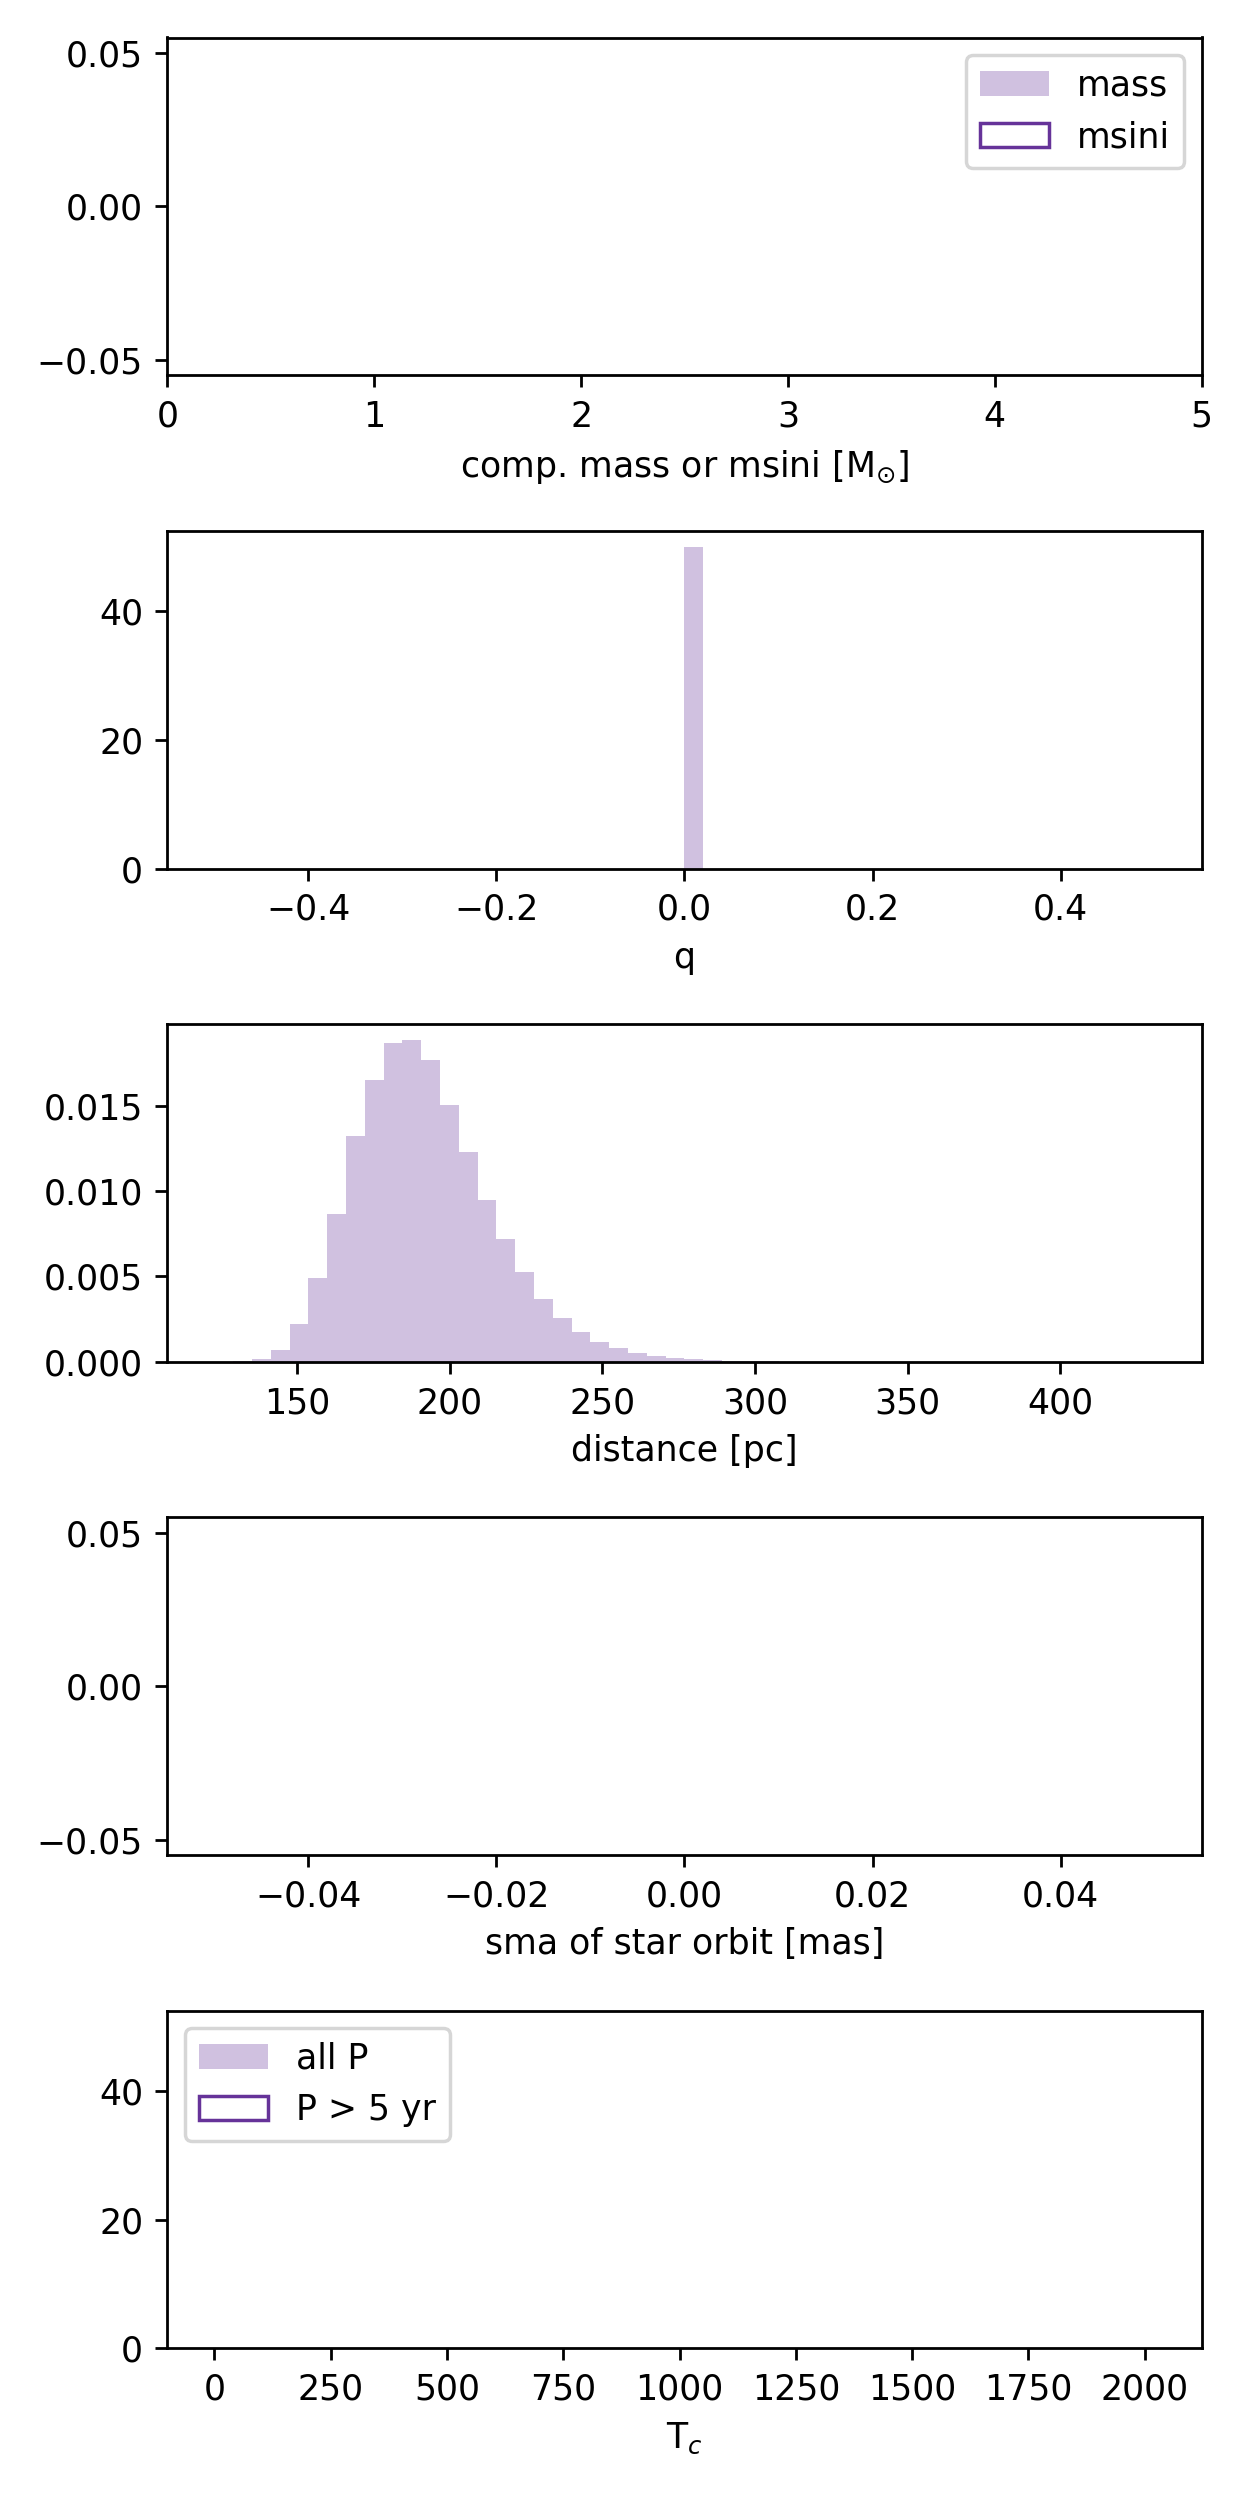 0.05
mass
msini
0.00
−0.05
0 1 2 3 4 5
comp. mass or msini [M⊙]
40
20
0
−0.4 −0.2 0.0 0.2 0.4
q
0.015
0.010
0.005
0.000
150 200 250 300 350 400
distance [pc]
0.05
0.00
−0.05
−0.04 −0.02 0.00 0.02 0.04
sma of star orbit [mas]
all P
40
P > 5 yr
20
0
0 250 500 750 1000 1250 1500 1750 2000
T_c